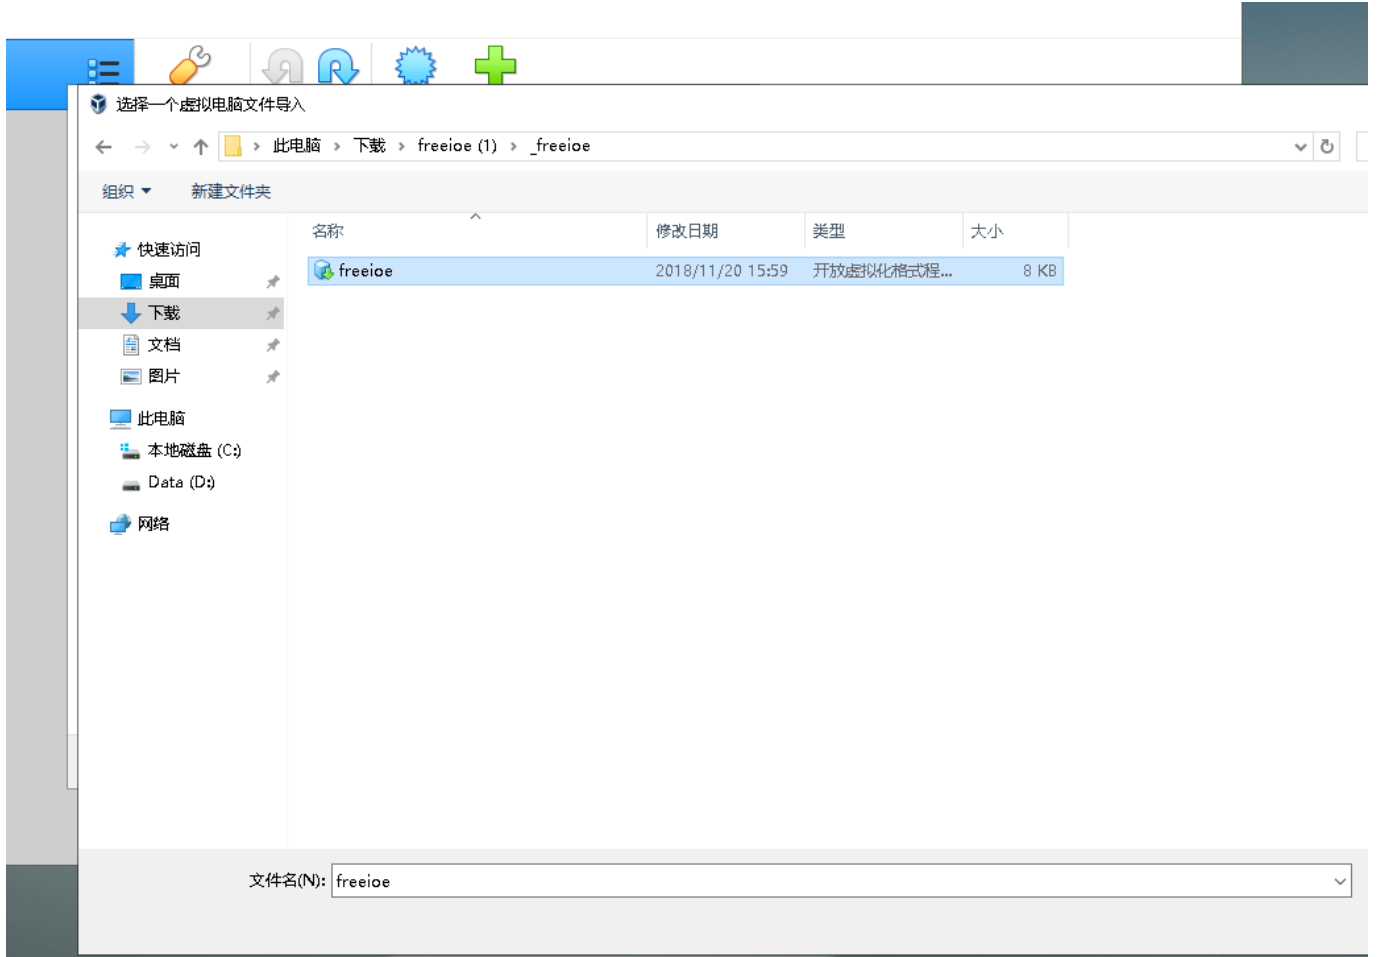 选择一个虚拟电脑文件导入
此电脑 › 下载 › freeioe (1) › _freeioe
组织 新建文件夹
名称 修改日期 类型 大小
快速访问
桌面
下载
文档
图片
此电脑
本地磁盘 (C:)
Data (D:)
网络
freeioe 2018/11/20 15:59 开放虚拟化格式程... 8 KB
文件名(N): freeioe